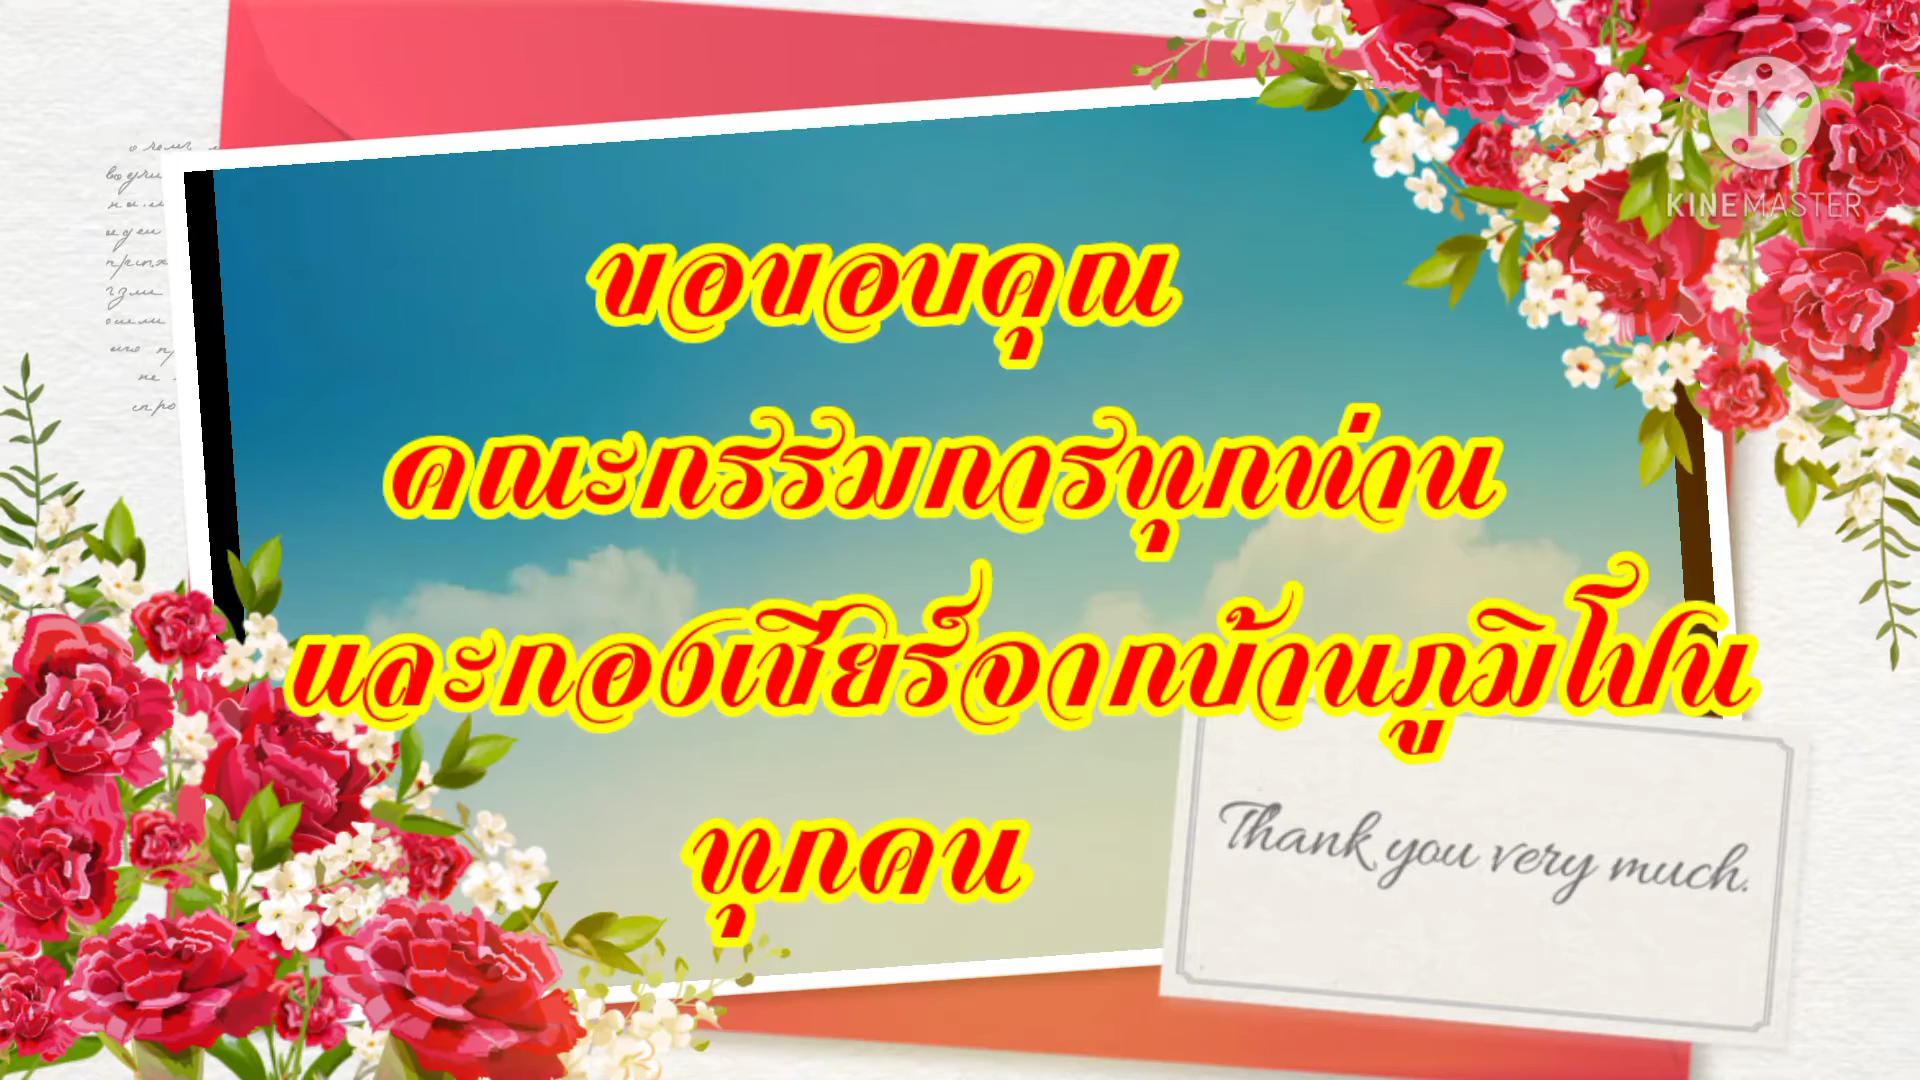 ขอขอบคุณ
คณะกรรมการทุกท่าน
และกองเชียร์จากบ้านภูมิโปน
ทุกคน
Thank you very much.
KINEMASTER